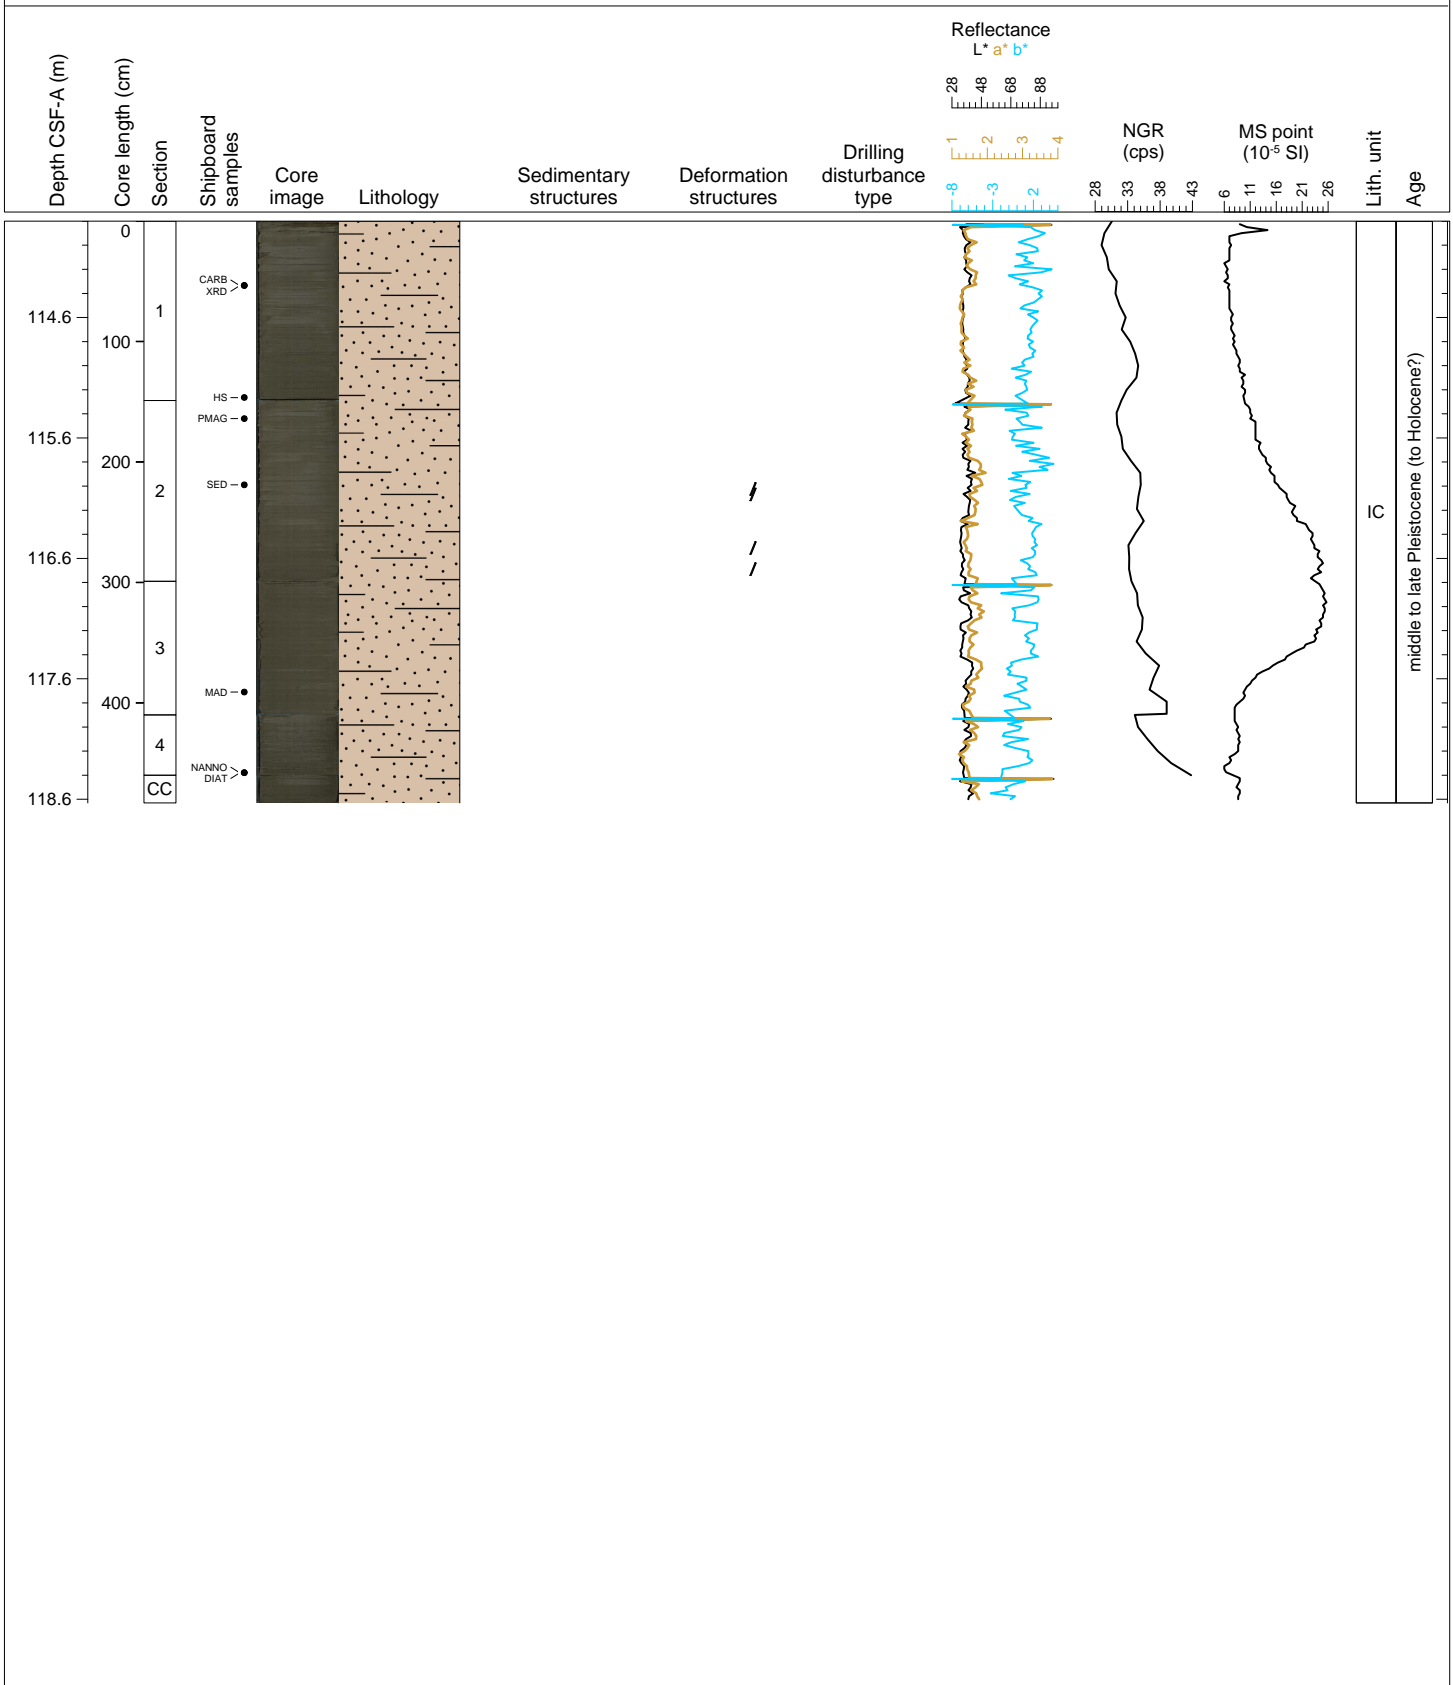 Depth CSF-A (m)
Core length (cm)
Section
Shipboard
samples
Core
image
Lithology
Sedimentary
structures
Deformation
structures
Drilling
disturbance
type
Reflectance
L* a* b*
28 48 68 88
1 2 3 4
-8 -3 2
NGR
(cps)
28 33 38 43
MS point
(10-5 SI)
6 11 16 21 26
Lith. unit
Age
0
CARB
XRD
1
114.6
100
HS
PMAG
115.6
200
SED
2
IC
middle to late Pleistocene (to Holocene?)
116.6
300
3
117.6
MAD
400
4
NANNO
DIAT
CC
118.6